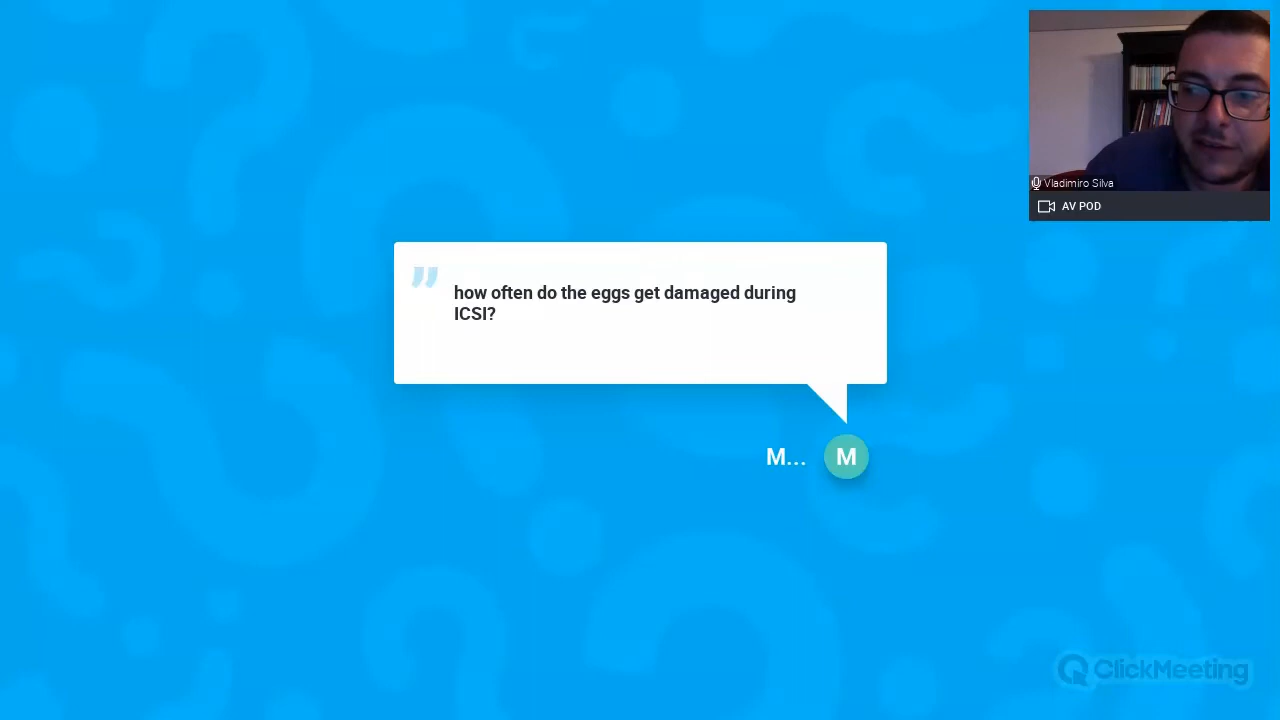 Vladimiro Silva
AV POD
how often do the eggs get damaged during
ICSI?
M... M
ClickMeeting